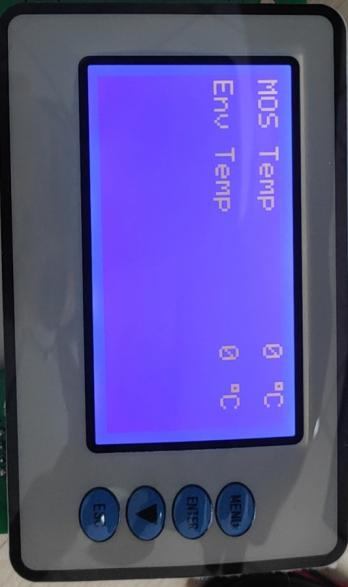 MOS Temp 0 °C
Env Temp 0 °C
MENU
ENTER
ESC